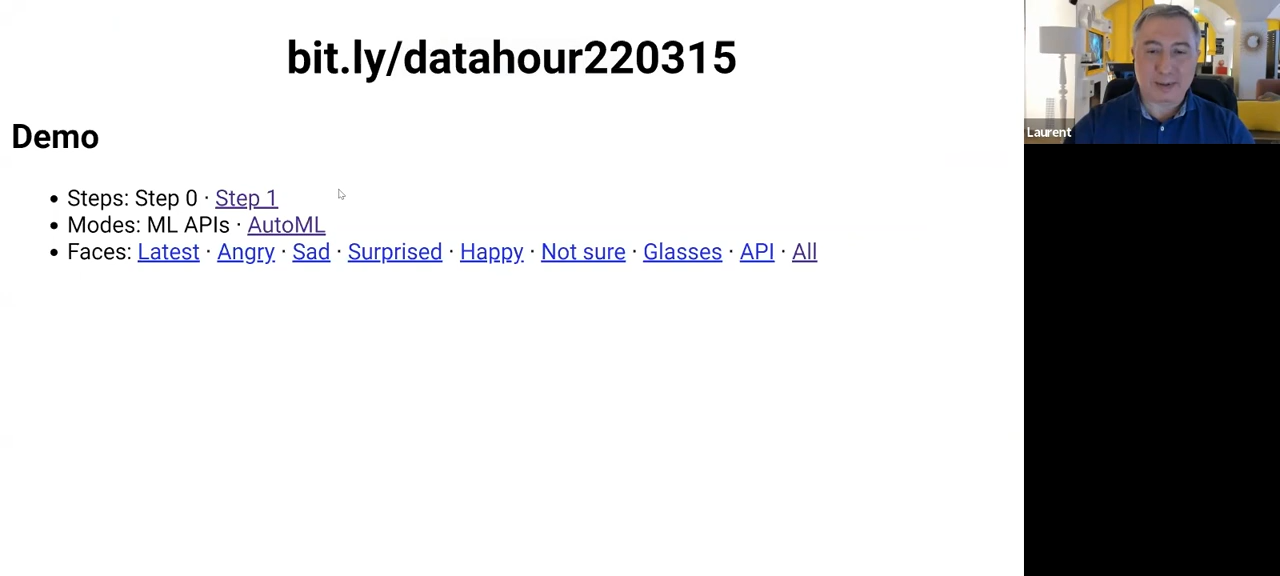 bit.ly/datahour220315
Demo
• Steps: Step 0 · Step 1
• Modes: ML APIs · AutoML
• Faces: Latest · Angry · Sad · Surprised · Happy · Not sure · Glasses · API · All
Laurent